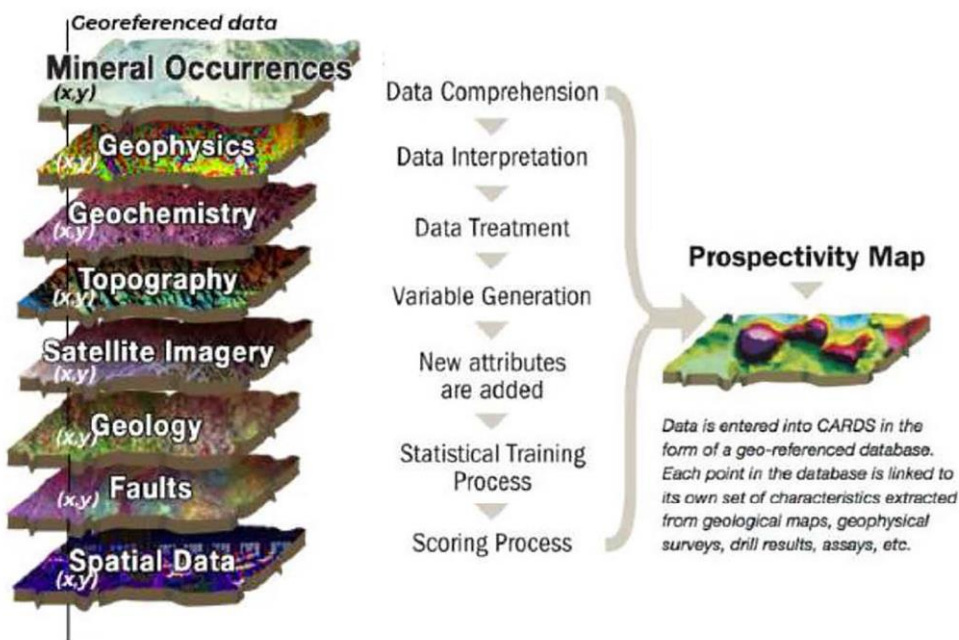 Georeferenced data
Mineral Occurrences
(x,y)
Geophysics
(x,y)
Geochemistry
(x,y)
Topography
(x,y)
Satellite Imagery
(x,y)
Geology
(x,y)
Faults
(x,y)
Spatial Data
(x,y)
Data Comprehension
Data Interpretation
Data Treatment
Variable Generation
New attributes
are added
Statistical Training
Process
Scoring Process
Prospectivity Map
Data is entered into CARDS in the
form of a geo-referenced database.
Each point in the database is linked to
its own set of characteristics extracted
from geological maps, geophysical
surveys, drill results, assays, etc.